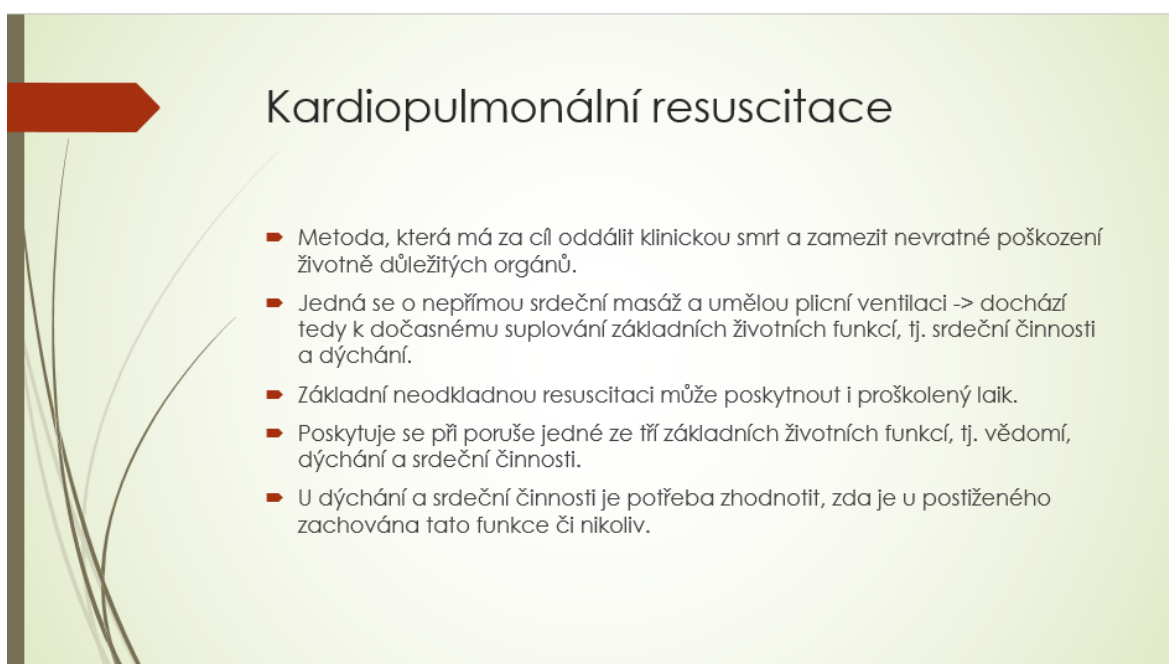 Kardiopulmonální resuscitace
Metoda, která má za cíl oddálit klinickou smrt a zamezit nevratné poškození
životně důležitých orgánů.
Jedná se o nepřímou srdeční masáž a umělou plicní ventilaci -> dochází
tedy k dočasnému suplování základních životních funkcí, tj. srdeční činnosti
a dýchání.
Základní neodkladnou resuscitaci může poskytnout i proškolený laik.
Poskytuje se při poruše jedné ze tří základních životních funkcí, tj. vědomí,
dýchání a srdeční činnosti.
U dýchání a srdeční činnosti je potřeba zhodnotit, zda je u postiženého
zachována tato funkce či nikoliv.